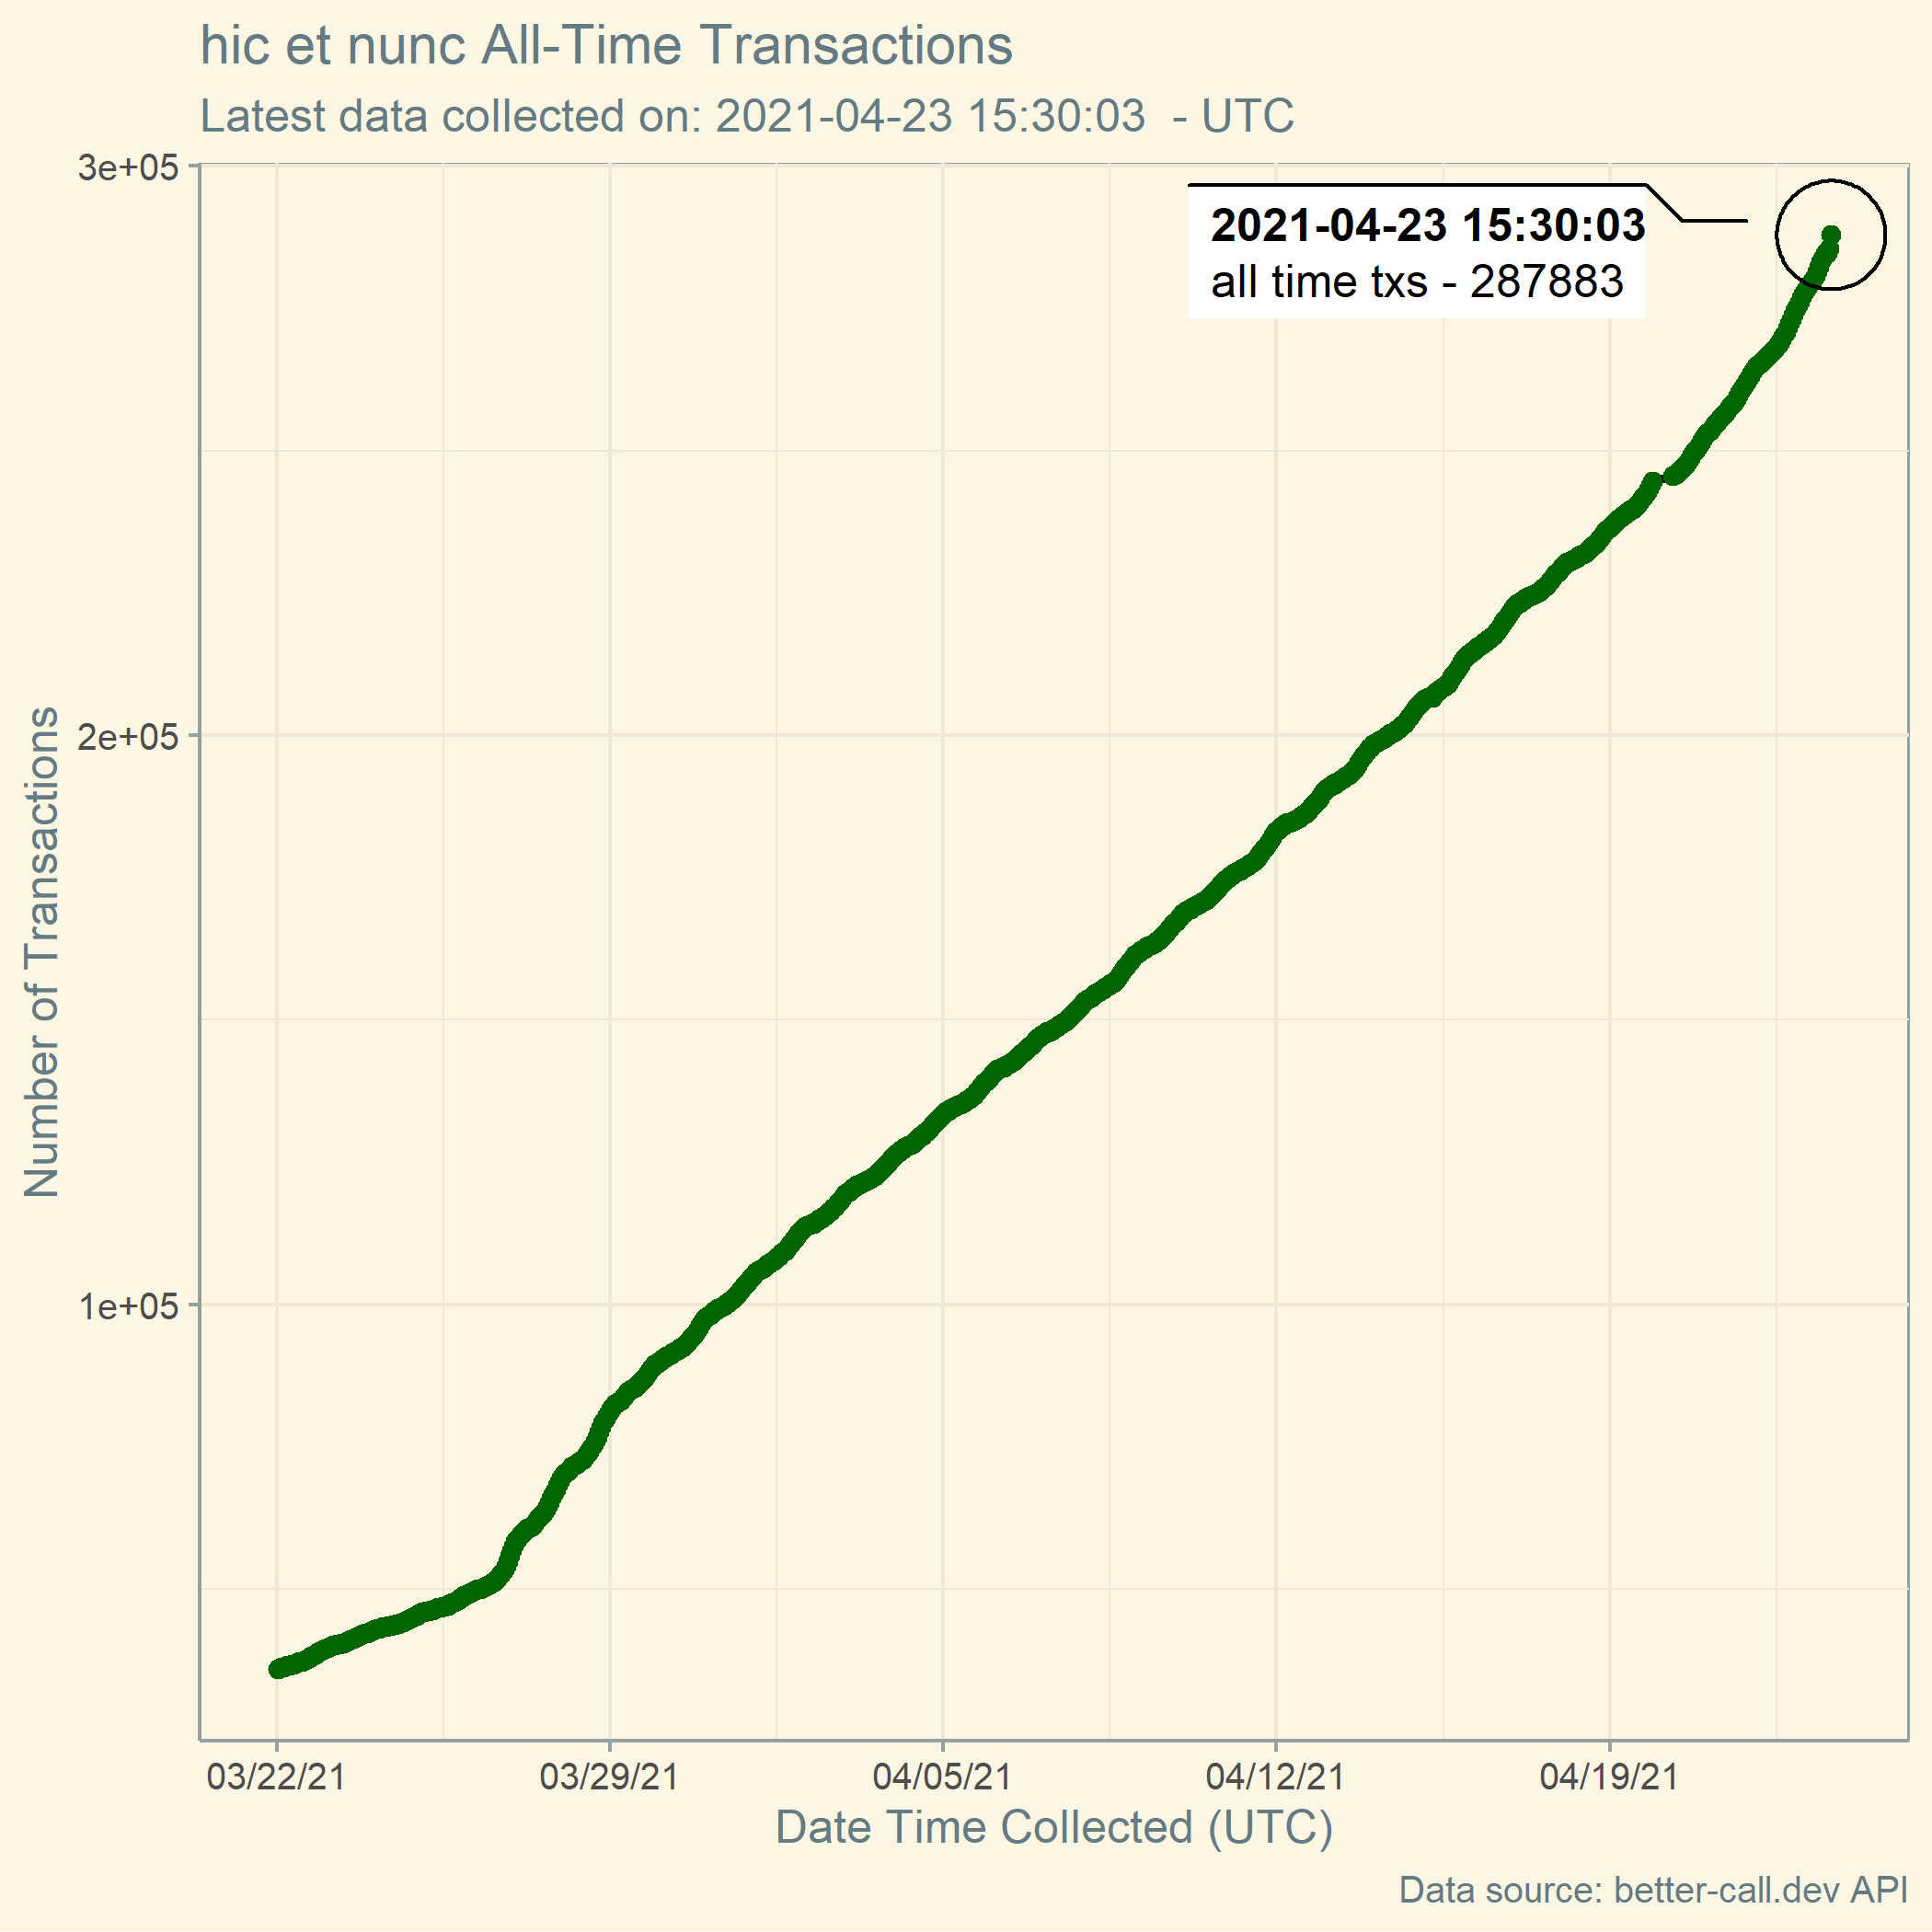 hic et nunc All-Time Transactions
Latest data collected on: 2021-04-23 15:30:03  - UTC
3e+05
2e+05
1e+05
Number of Transactions
2021-04-23 15:30:03
all time txs - 287883
03/22/21
03/29/21
04/05/21
04/12/21
04/19/21
Date Time Collected (UTC)
Data source: better-call.dev API